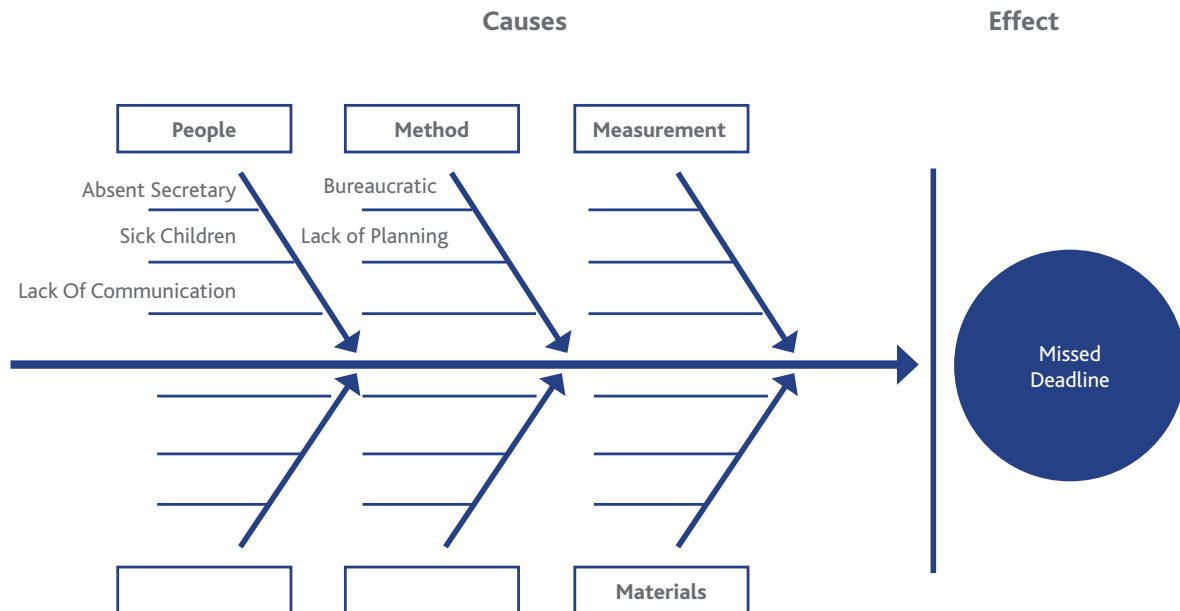 Causes
Effect
People
Method
Measurement
Absent Secretary
Bureaucratic
Sick Children
Lack of Planning
Lack Of Communication
Missed
Deadline
Materials